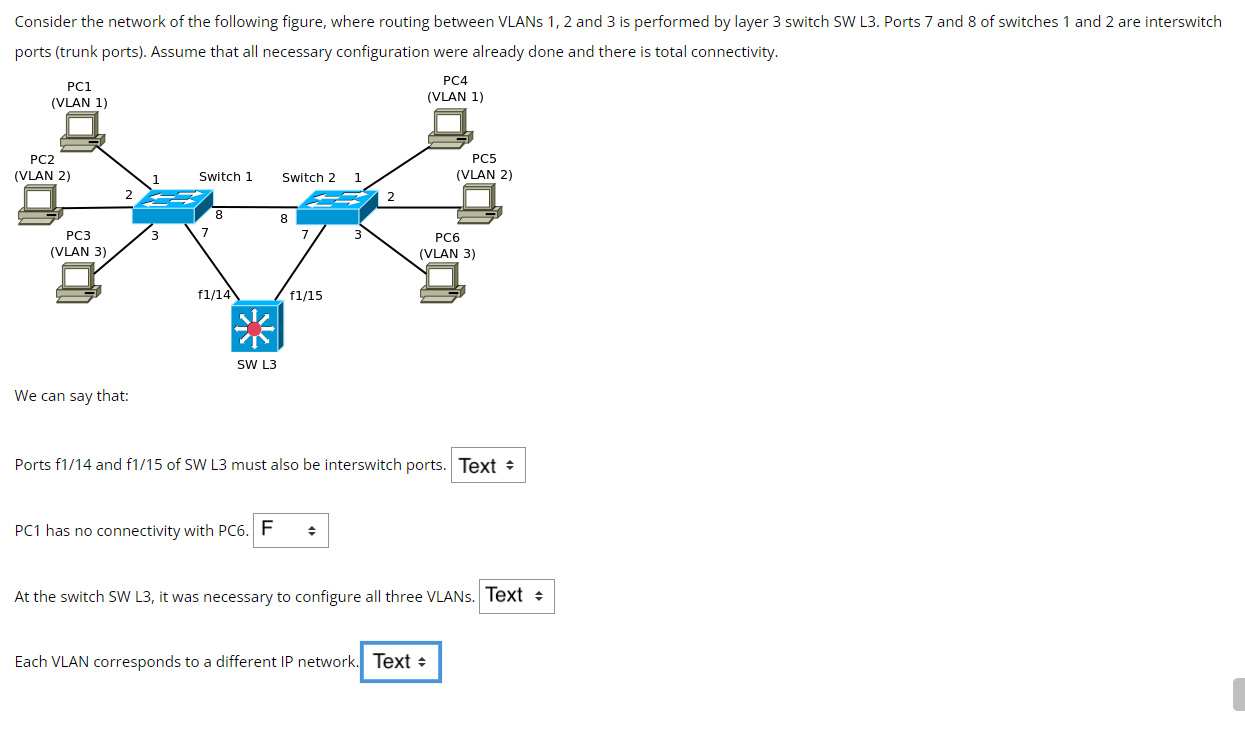 Consider the network of the following figure, where routing between VLANs 1, 2 and 3 is performed by layer 3 switch SW L3. Ports 7 and 8 of switches 1 and 2 are interswitch
ports (trunk ports). Assume that all necessary configuration were already done and there is total connectivity.
PC1
(VLAN 1)
PC4
(VLAN 1)
PC2
(VLAN 2)
PC5
(VLAN 2)
1
Switch 1
Switch 2
1
2
2
8
8
PC3
(VLAN 3)
3
7
7
3
PC6
(VLAN 3)
f1/14
f1/15
SW L3
We can say that:
Ports f1/14 and f1/15 of SW L3 must also be interswitch ports. Text
PC1 has no connectivity with PC6. F
At the switch SW L3, it was necessary to configure all three VLANs. Text
Each VLAN corresponds to a different IP network. Text